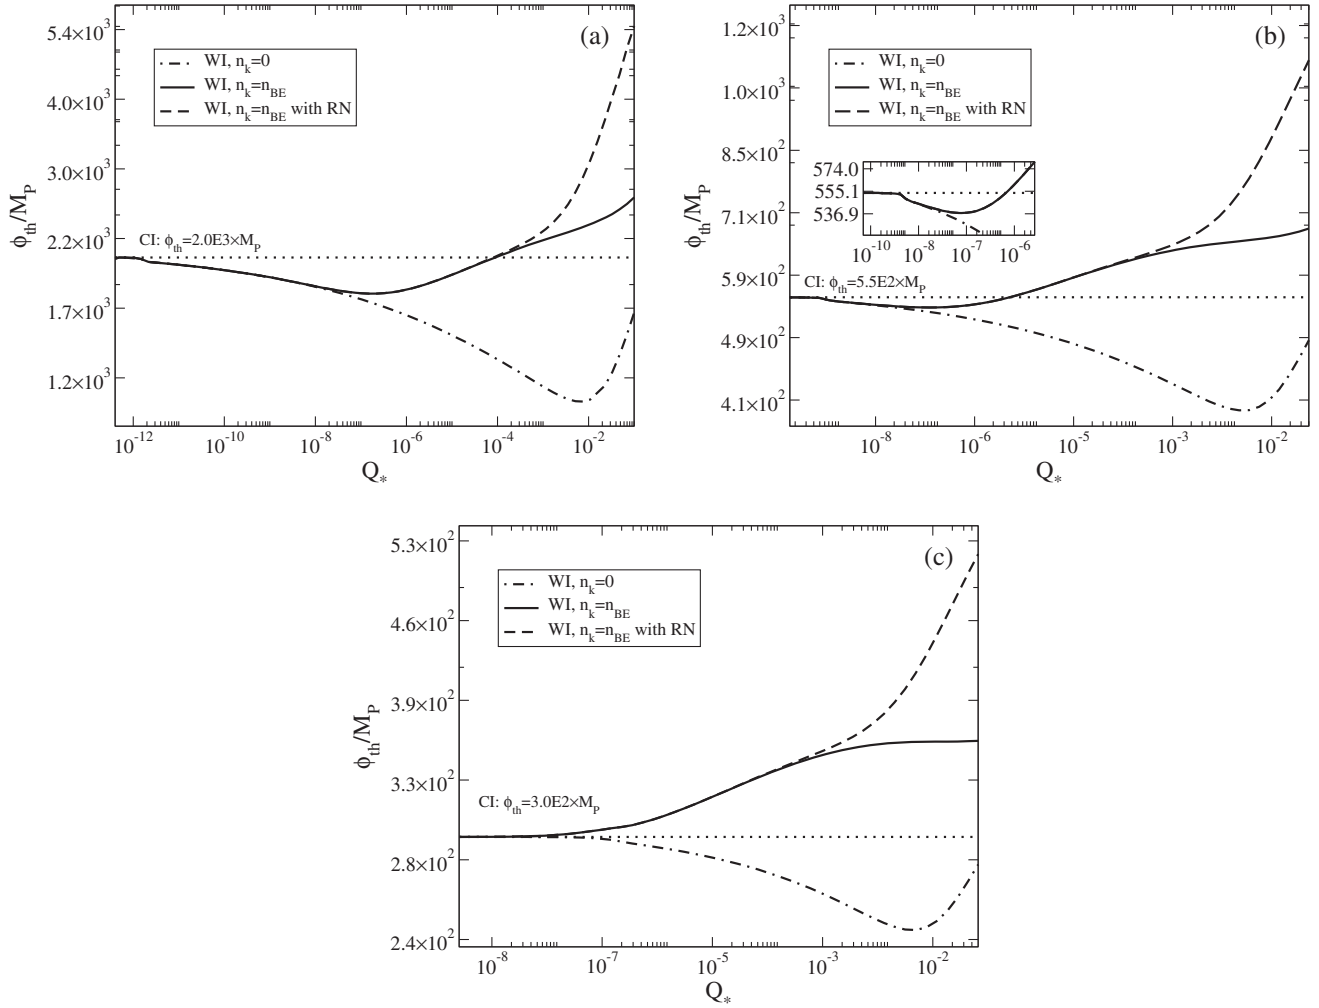 (a)
WI, n_k=0
WI, n_k=n_BE
WI, n_k=n_BE with RN
5.4×10^3
4.0×10^3
3.0×10^3
2.2×10^3
1.7×10^3
1.2×10^3
ϕ_th/M_P
CI: ϕ_th=2.0E3×M_P
10^-12 10^-10 10^-8 10^-6 10^-4 10^-2
Q_*
(b)
WI, n_k=0
WI, n_k=n_BE
WI, n_k=n_BE with RN
1.2×10^3
1.0×10^3
8.5×10^2
7.1×10^2
5.9×10^2
4.9×10^2
4.1×10^2
ϕ_th/M_P
574.0
555.1
536.9
10^-10 10^-8 10^-7 10^-6
CI: ϕ_th=5.5E2×M_P
10^-8 10^-6 10^-5 10^-3 10^-2
Q_*
(c)
WI, n_k=0
WI, n_k=n_BE
WI, n_k=n_BE with RN
5.3×10^2
4.6×10^2
3.9×10^2
3.3×10^2
2.8×10^2
2.4×10^2
ϕ_th/M_P
CI: ϕ_th=3.0E2×M_P
10^-8 10^-7 10^-5 10^-3 10^-2
Q_*